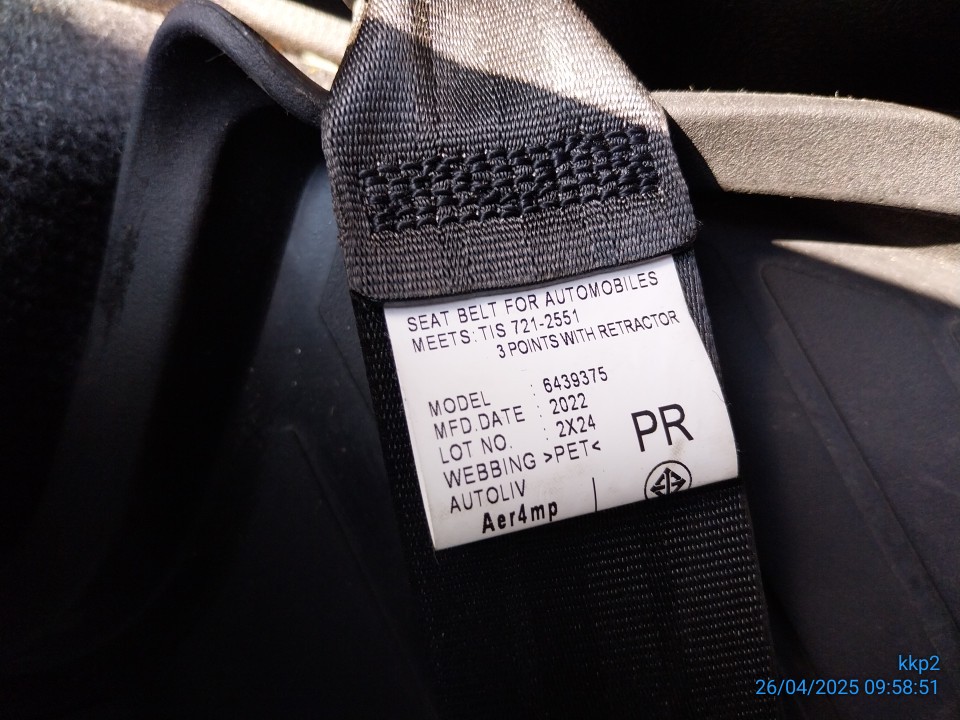 SEAT BELT FOR AUTOMOBILES
MEETS: TIS 721-2551
3 POINTS WITH RETRACTOR
MODEL : 6439375
MFD.DATE : 2022
LOT NO. : 2X24
WEBBING >PET<
AUTOLIV
PR
Aer4mp
kkp2
26/04/2025 09:58:51